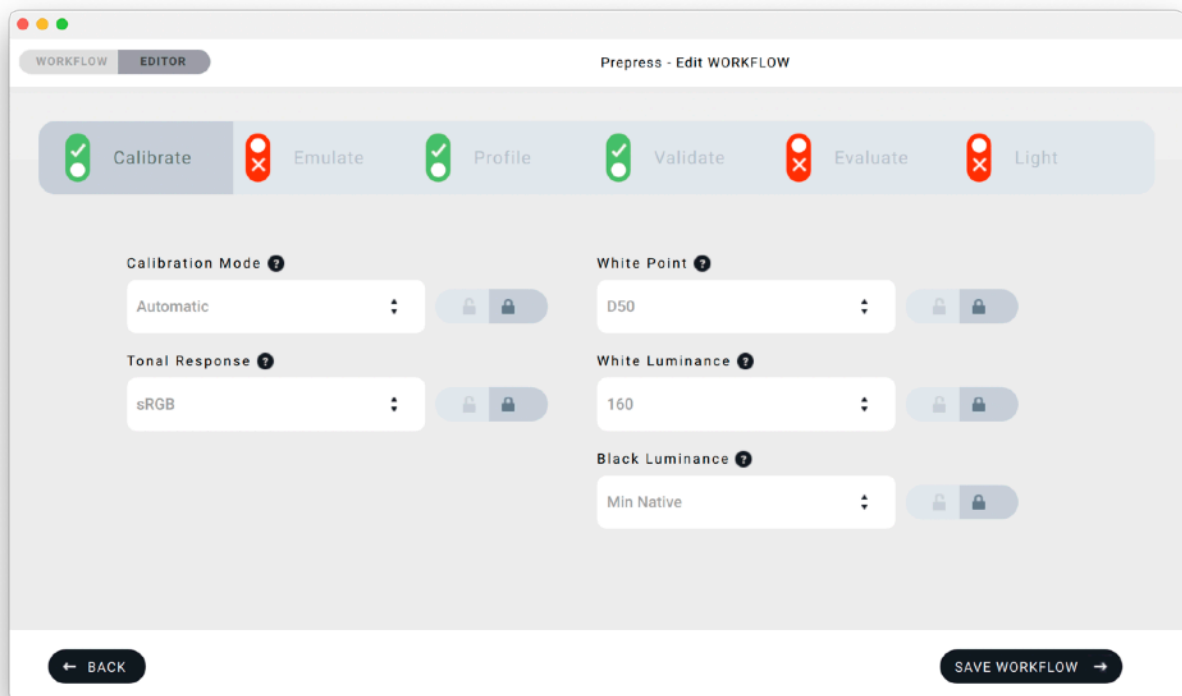 WORKFLOW EDITOR Prepress - Edit WORKFLOW
Calibrate Emulate Profile Validate Evaluate Light
Calibration Mode ? White Point ?
Automatic D50
Tonal Response ? White Luminance ?
sRGB 160
Black Luminance ?
Min Native
← BACK SAVE WORKFLOW →